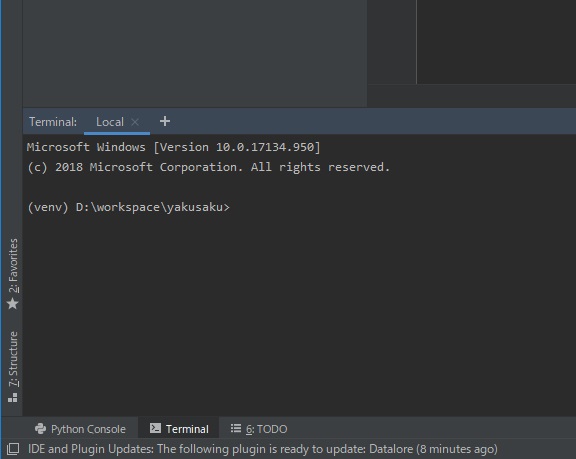 Terminal: Local × +
Microsoft Windows [Version 10.0.17134.950]
(c) 2018 Microsoft Corporation. All rights reserved.
(venv) D:\workspace\yakusaku>
2: Favorites
7: Structure
Python Console Terminal 6: TODO
IDE and Plugin Updates: The following plugin is ready to update: Datalore (8 minutes ago)